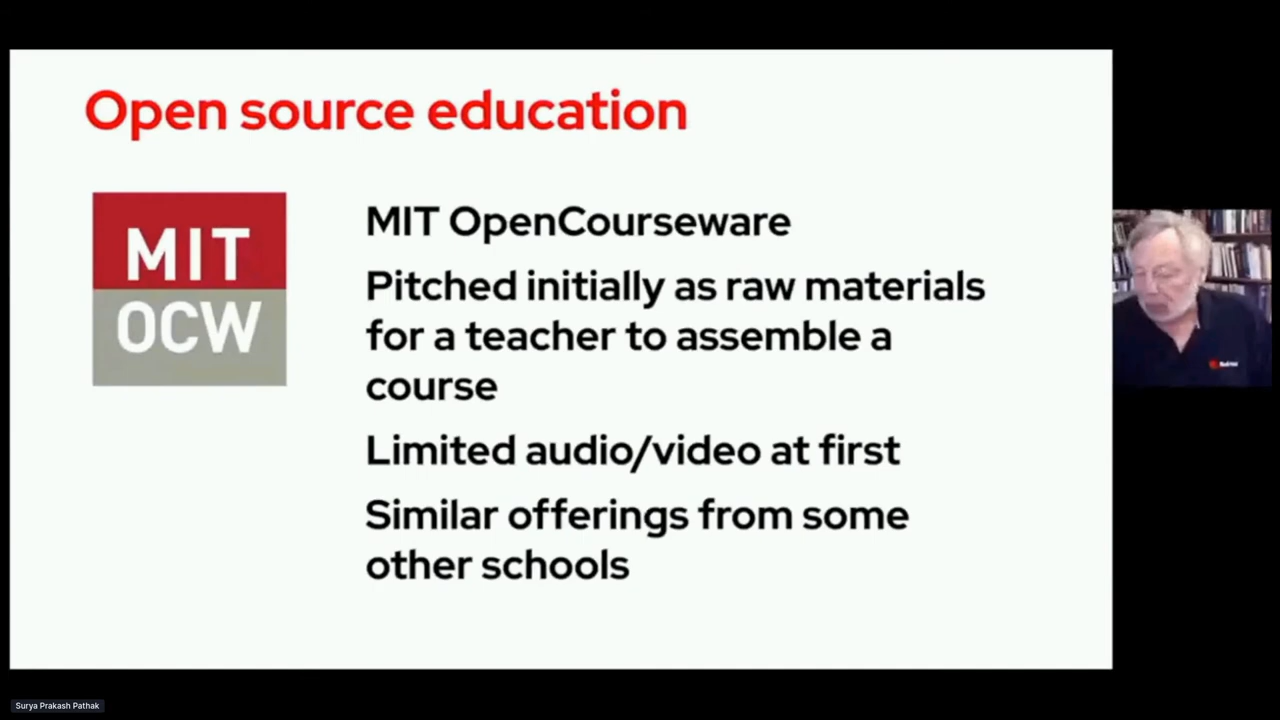 Open source education
MIT
OCW
MIT OpenCourseware
Pitched initially as raw materials
for a teacher to assemble a
course
Limited audio/video at first
Similar offerings from some
other schools
Surya Prakash Pathak